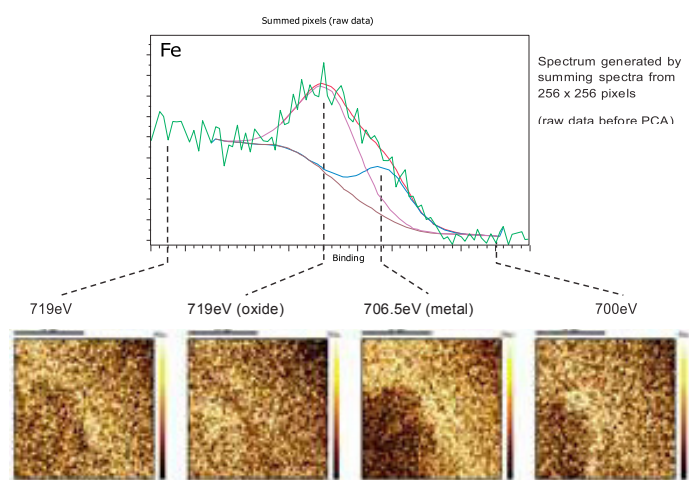 Summed pixels (raw data)
Fe
Spectrum generated by
summing spectra from
256 x 256 pixels
(raw data before PCA)
Binding
719eV
719eV (oxide)
706.5eV (metal)
700eV